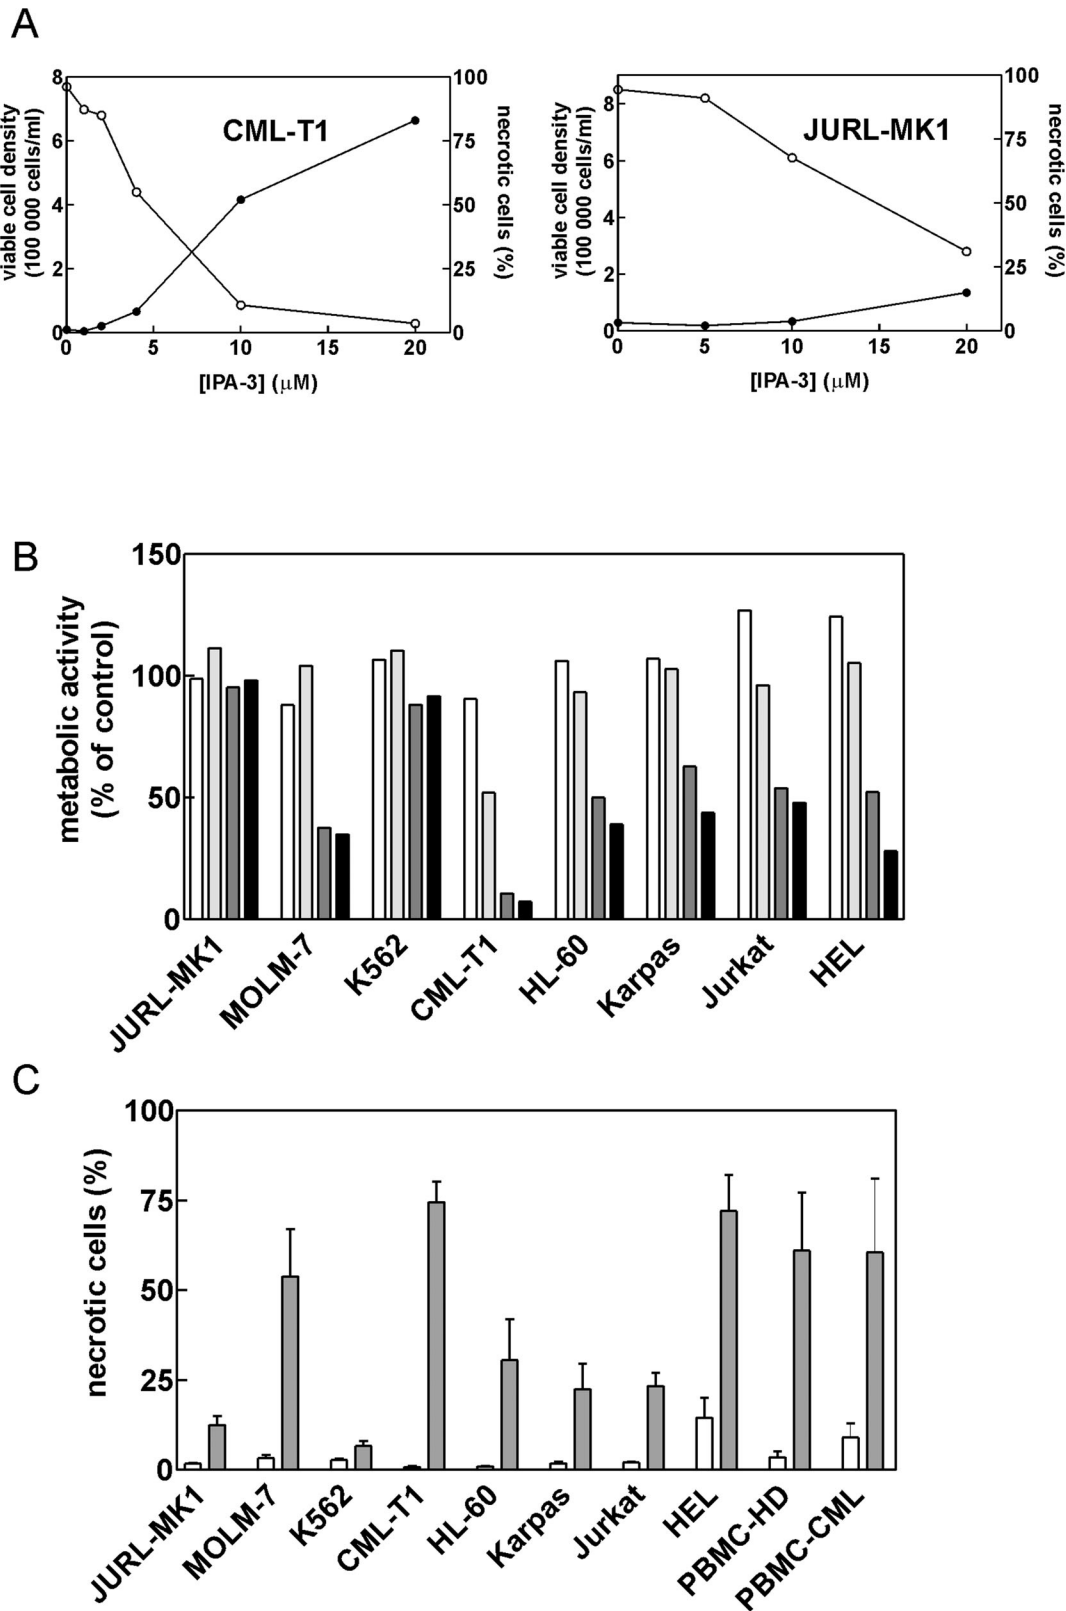 A
CML-T1
viable cell density
(100 000 cells/ml)
8
6
4
2
0
100
75
50
25
0
necrotic cells (%)
0 5 10 15 20
[IPA-3] (μM)
JURL-MK1
viable cell density
(100 000 cells/ml)
8
6
4
2
0
100
75
50
25
0
necrotic cells (%)
0 5 10 15 20
[IPA-3] (μM)
B
metabolic activity
(% of control)
150
100
50
0
JURL-MK1
MOLM-7
K562
CML-T1
HL-60
Karpas
Jurkat
HEL
C
necrotic cells (%)
100
75
50
25
0
JURL-MK1
MOLM-7
K562
CML-T1
HL-60
Karpas
Jurkat
HEL
PBMC-HD
PBMC-CML